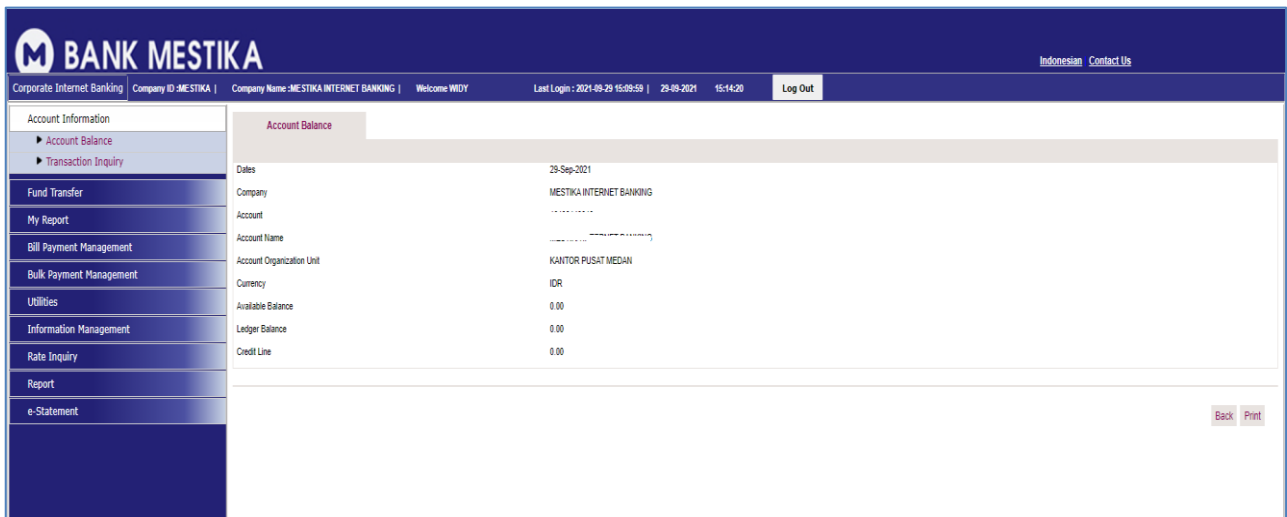 BANK MESTIKA
Indonesian Contact Us
Corporate Internet Banking Company ID :MESTIKA | Company Name :MESTIKA INTERNET BANKING | Welcome WIDY Last Login : 2021-09-29 15:09:59 | 29-09-2021 15:14:20 Log Out
Account Information
Account Balance
Transaction Inquiry
Fund Transfer
My Report
Bill Payment Management
Bulk Payment Management
Utilities
Information Management
Rate Inquiry
Report
e-Statement
Account Balance
Dates 29-Sep-2021
Company MESTIKA INTERNET BANKING
Account
Account Name
Account Organization Unit KANTOR PUSAT MEDAN
Currency IDR
Available Balance 0.00
Ledger Balance 0.00
Credit Line 0.00
Back Print